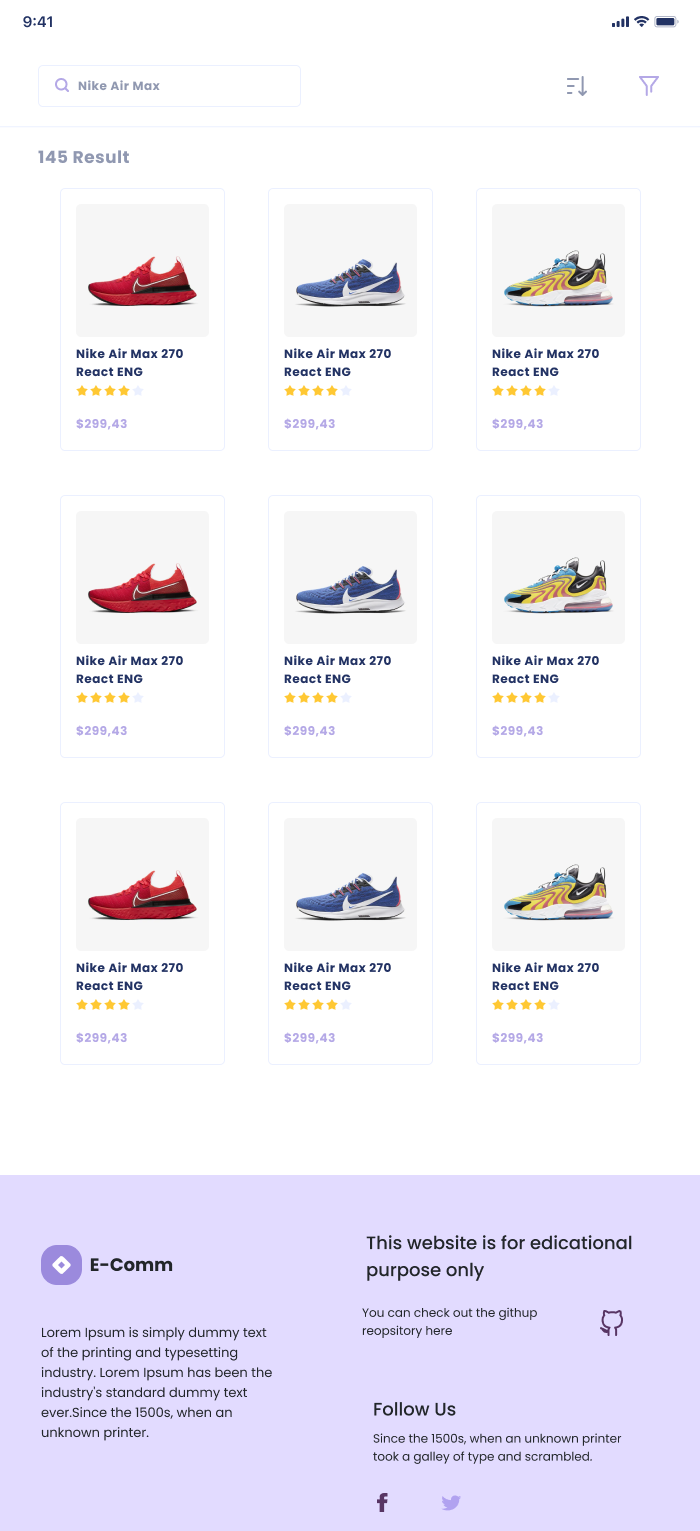 9:41
Nike Air Max
145 Result
Nike Air Max 270
React ENG
$299,43
Nike Air Max 270
React ENG
$299,43
Nike Air Max 270
React ENG
$299,43
Nike Air Max 270
React ENG
$299,43
Nike Air Max 270
React ENG
$299,43
Nike Air Max 270
React ENG
$299,43
Nike Air Max 270
React ENG
$299,43
Nike Air Max 270
React ENG
$299,43
Nike Air Max 270
React ENG
$299,43
E-Comm
Lorem Ipsum is simply dummy text
of the printing and typesetting
industry. Lorem Ipsum has been the
industry's standard dummy text
ever.Since the 1500s, when an
unknown printer.
This website is for edicational
purpose only
You can check out the githup
reopsitory here
Follow Us
Since the 1500s, when an unknown printer
took a galley of type and scrambled.